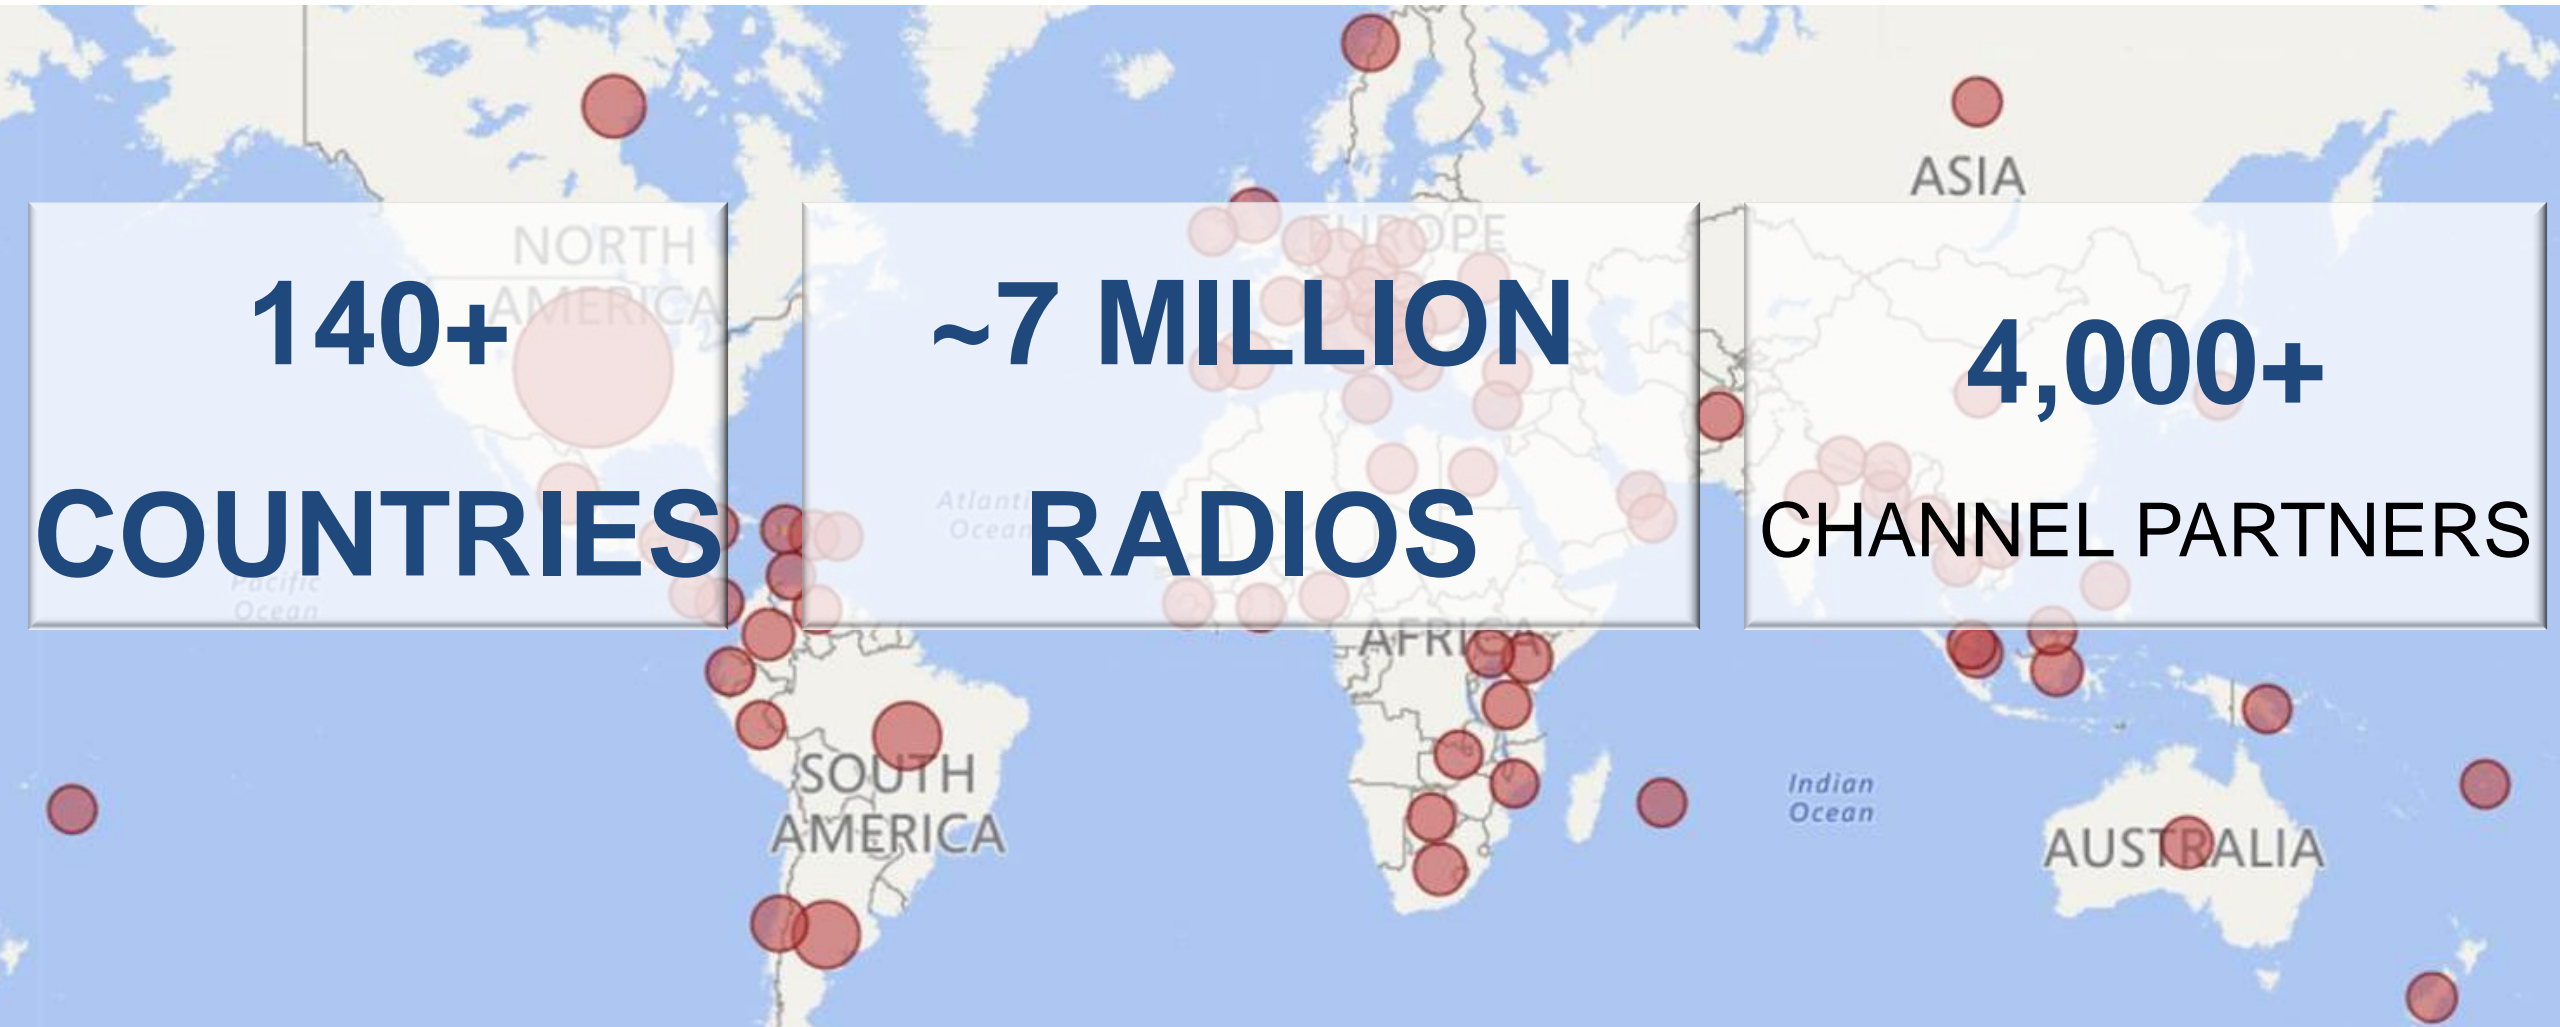 ASIA
NORTH
AMERICA
EUROPE
140+
COUNTRIES
~7 MILLION
RADIOS
4,000+
CHANNEL PARTNERS
Atlantic
Ocean
Pacific
Ocean
AFRICA
SOUTH
AMERICA
Indian
Ocean
AUSTRALIA